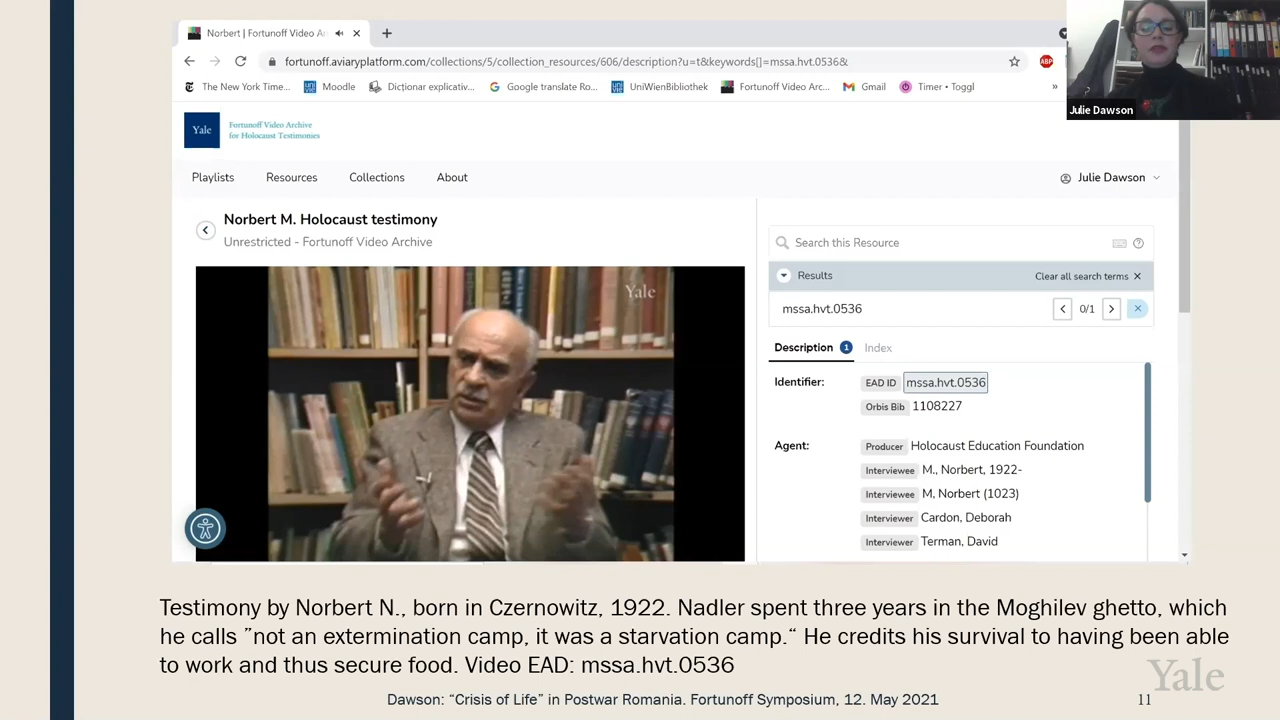 Norbert | Fortunoff Video Ar
fortunoff.aviaryplatform.com/collections/5/collection_resources/606/description?u=t&keywords[]=mssa.hvt.0536&
ABP
The New York Time... Moodle Dicționar explicativ... Google translate Ro... UniWienBibliothek Fortunoff Video Arc... Gmail Timer • Toggl »
Julie Dawson
Yale
Fortunoff Video Archive
for Holocaust Testimonies
Playlists Resources Collections About Julie Dawson
Norbert M. Holocaust testimony
Unrestricted - Fortunoff Video Archive
Yale
Search this Resource
Results Clear all search terms ×
mssa.hvt.0536 0/1
Description 1 Index
Identifier: EAD ID mssa.hvt.0536
Orbis Bib 1108227
Agent: Producer Holocaust Education Foundation
Interviewee M., Norbert, 1922-
Interviewee M, Norbert (1023)
Interviewer Cardon, Deborah
Interviewer Terman, David
Testimony by Norbert N., born in Czernowitz, 1922. Nadler spent three years in the Moghilev ghetto, which
he calls ”not an extermination camp, it was a starvation camp.“ He credits his survival to having been able
to work and thus secure food. Video EAD: mssa.hvt.0536
Yale
Dawson: “Crisis of Life” in Postwar Romania. Fortunoff Symposium, 12. May 2021 11